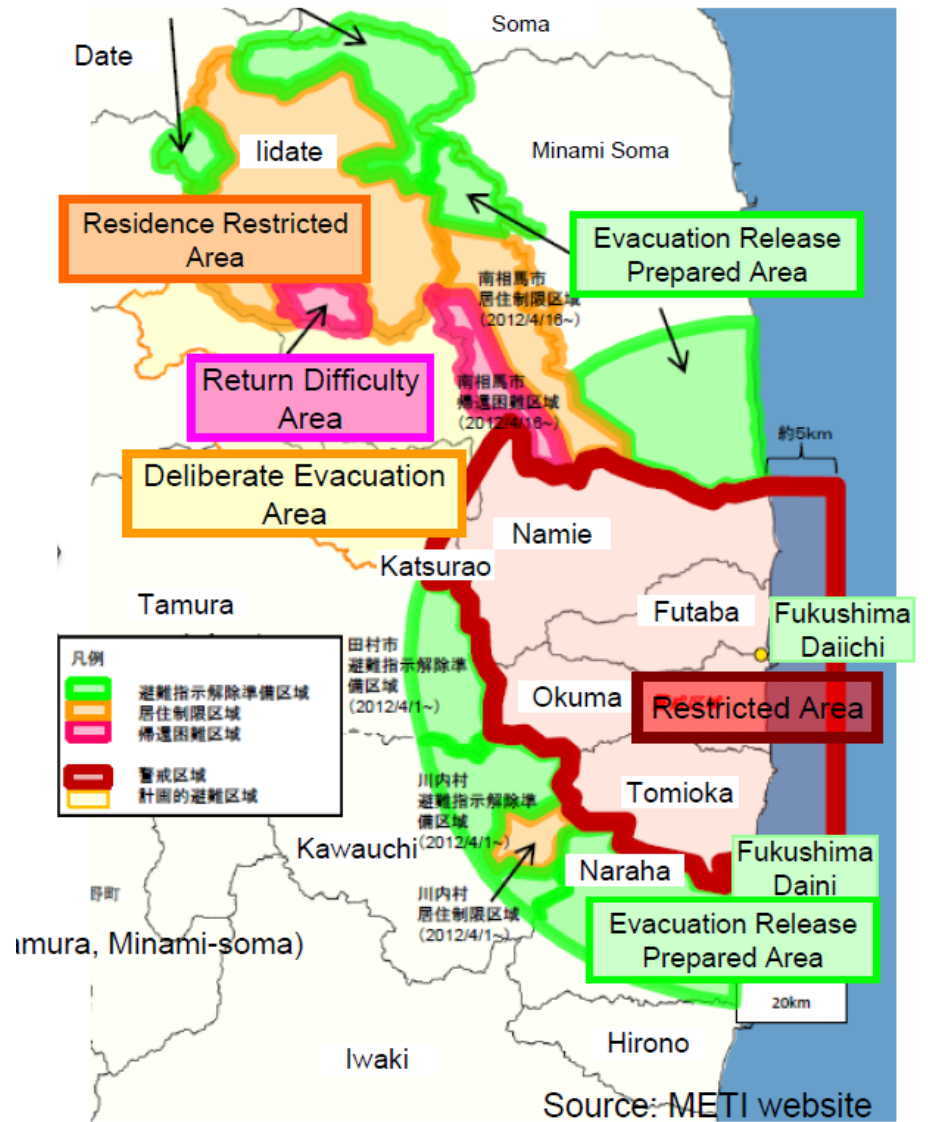 Soma
Date
Iidate
Minami Soma
Residence Restricted
Area
Evacuation Release
Prepared Area
南相馬市
居住制限区域
(2012/4/16~)
Return Difficulty
Area
南相馬市
帰還困難区域
(2012/4/16~)
約5km
Deliberate Evacuation
Area
Namie
Katsurao
Tamura
Futaba
Fukushima
Daiichi
田村市
避難指示解除準
備区域
(2012/4/1~)
凡例
避難指示解除準備区域
居住制限区域
帰還困難区域
警戒区域
計画的避難区域
Okuma
Restricted Area
川内村
避難指示解除準
備区域
(2012/4/1~)
Tomioka
Kawauchi
Naraha
Fukushima
Daini
野町
川内村
居住制限区域
(2012/4/1~)
Evacuation Release
Prepared Area
amura, Minami-soma)
20km
Hirono
Iwaki
Source: METI website